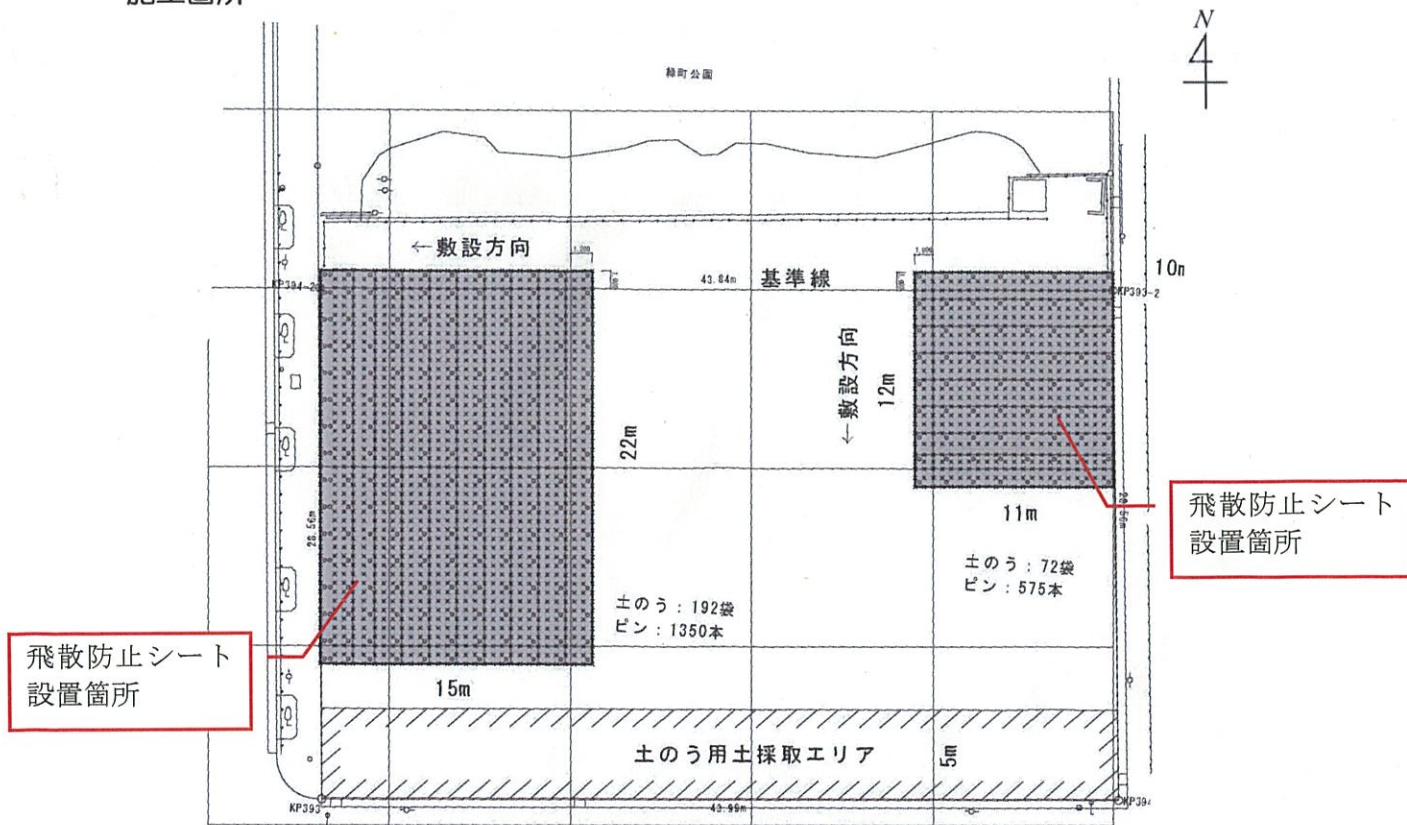 施工箇所
N
緑町公園
←敷設方向
1,000
1,000
KP394-2
43.84m
基準線
10m
KP393-2
←敷設方向
12m
22m
11m
28.56m
飛散防止シート
設置箇所
土のう：72袋
ピン：575本
土のう：192袋
ピン：1350本
飛散防止シート
設置箇所
15m
土のう用土採取エリア
5m
KP393
43.99m
KP394